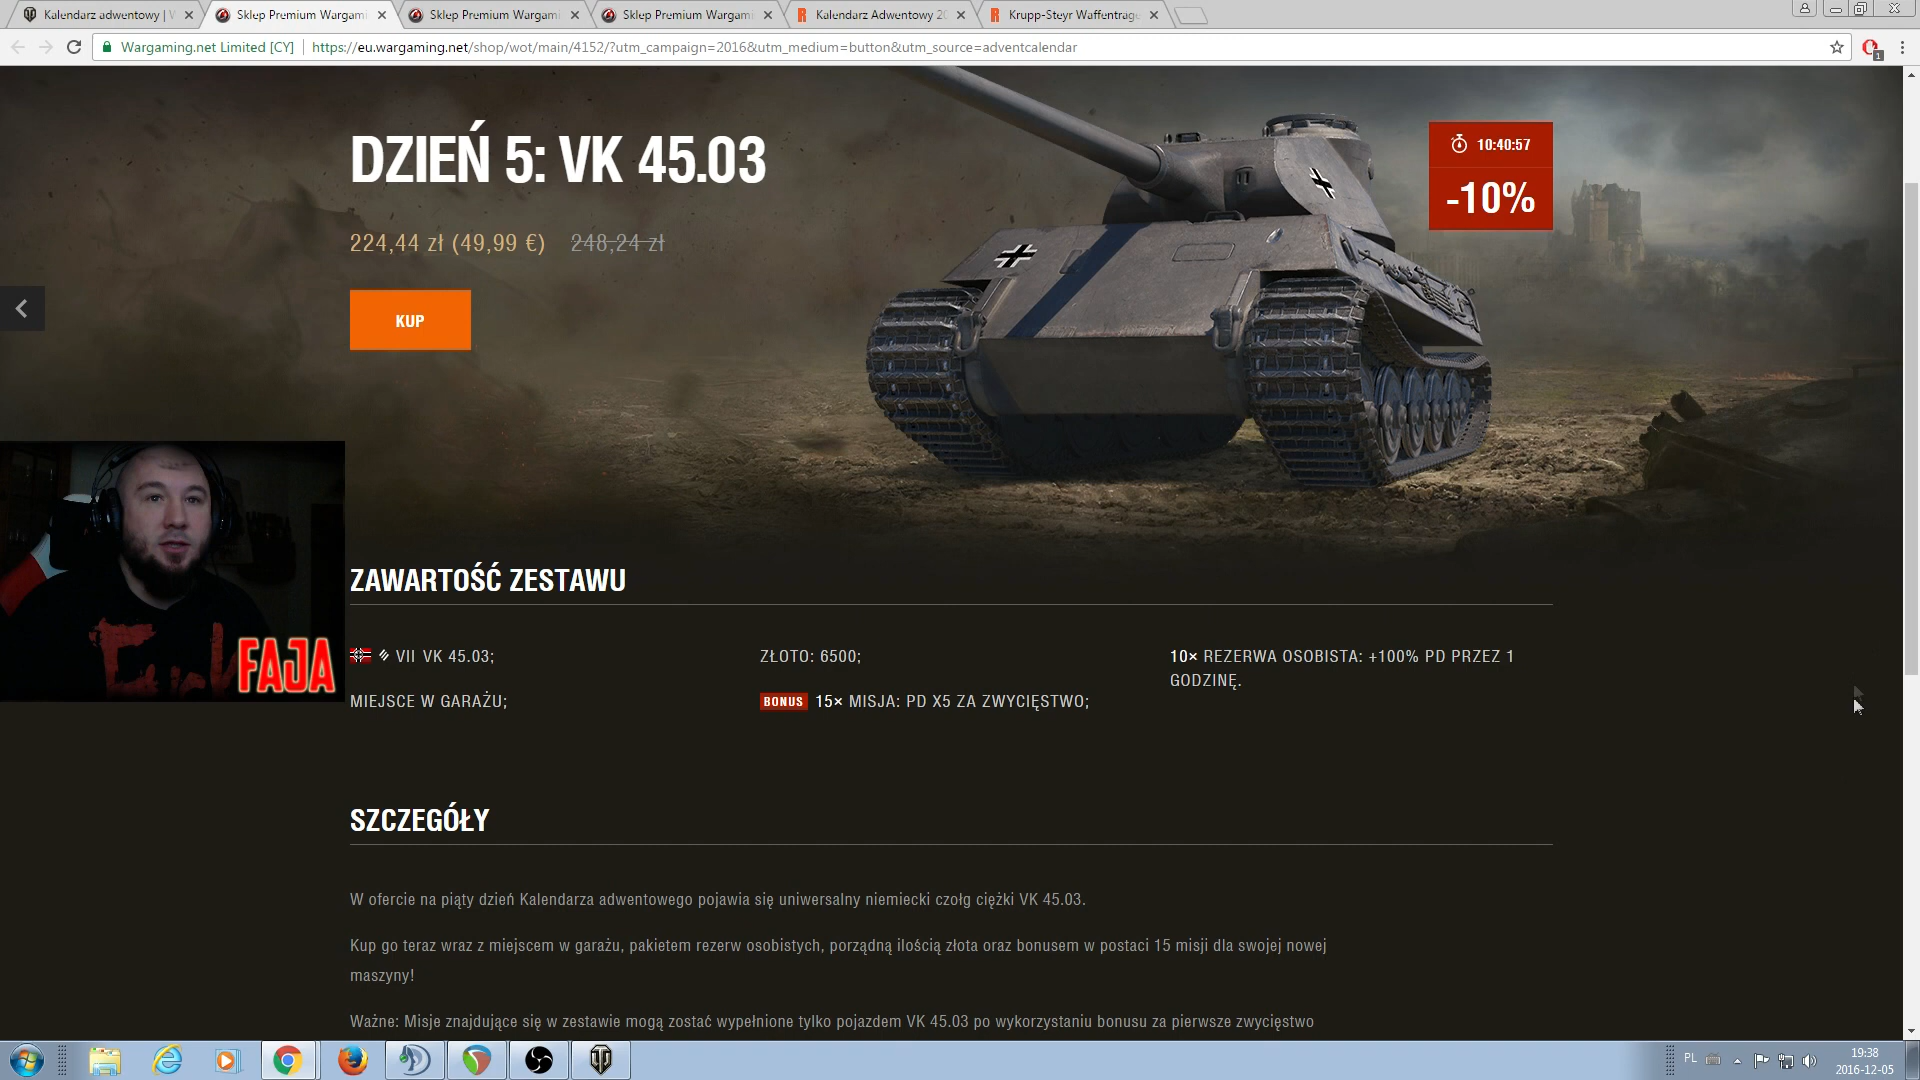 Kalendarz adwentowy | W
Sklep Premium Wargami
Sklep Premium Wargami
Sklep Premium Wargami
Kalendarz Adwentowy 20
Krupp-Steyr Waffentrage
Wargaming.net Limited [CY]
https://eu.wargaming.net/shop/wot/main/4152/?utm_campaign=2016&utm_medium=button&utm_source=adventcalendar
1
DZIEŃ 5: VK 45.03
10:40:57
-10%
224,44 zł (49,99 €) 248,24 zł
KUP
ZAWARTOŚĆ ZESTAWU
VII VK 45.03;
MIEJSCE W GARAŻU;
ZŁOTO: 6500;
BONUS 15× MISJA: PD X5 ZA ZWYCIĘSTWO;
10× REZERWA OSOBISTA: +100% PD PRZEZ 1
GODZINĘ.
FAJA
SZCZEGÓŁY
W ofercie na piąty dzień Kalendarza adwentowego pojawia się uniwersalny niemiecki czołg ciężki VK 45.03.
Kup go teraz wraz z miejscem w garażu, pakietem rezerw osobistych, porządną ilością złota oraz bonusem w postaci 15 misji dla swojej nowej
maszyny!
Ważne: Misje znajdujące się w zestawie mogą zostać wypełnione tylko pojazdem VK 45.03 po wykorzystaniu bonusu za pierwsze zwycięstwo
PL
19:38
2016-12-05